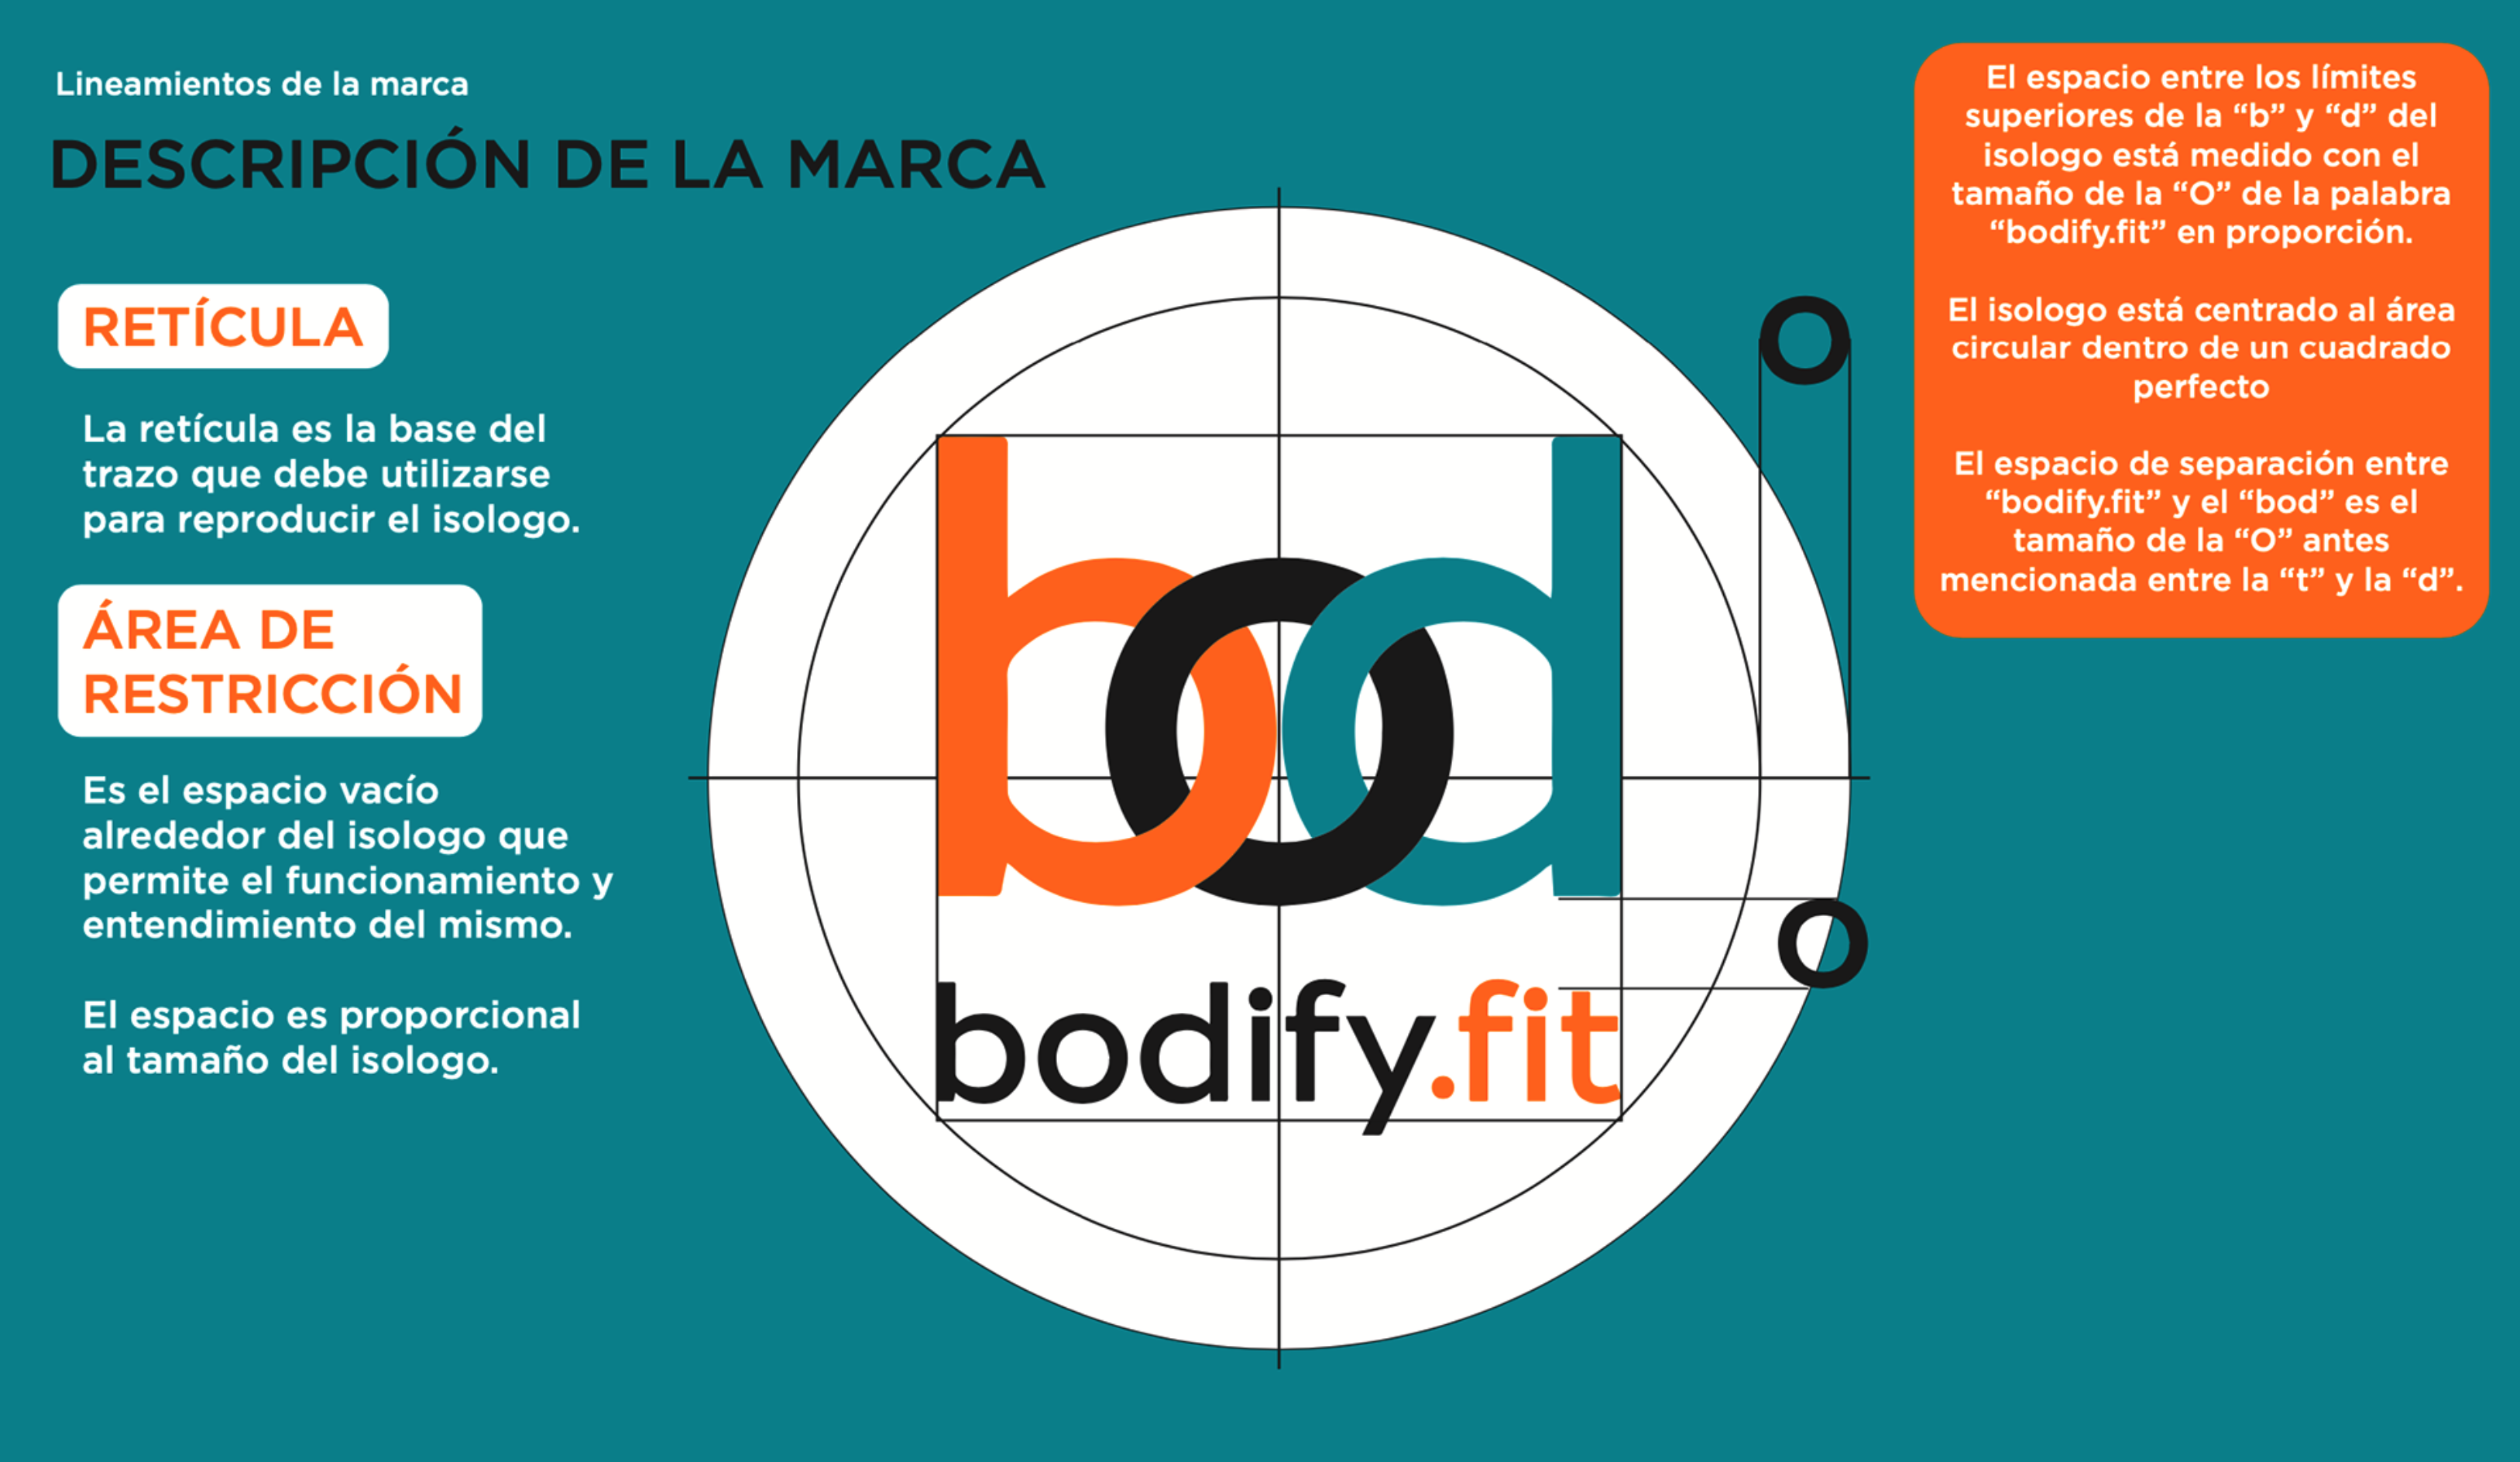 Lineamientos de la marca
DESCRIPCIÓN DE LA MARCA
RETÍCULA
La retícula es la base del
trazo que debe utilizarse
para reproducir el isologo.
ÁREA DE
RESTRICCIÓN
Es el espacio vacío
alrededor del isologo que
permite el funcionamiento y
entendimiento del mismo.
El espacio es proporcional
al tamaño del isologo.
bod
bodify.fit
O
O
El espacio entre los límites
superiores de la “b” y “d” del
isologo está medido con el
tamaño de la “O” de la palabra
“bodify.fit” en proporción.
El isologo está centrado al área
circular dentro de un cuadrado
perfecto
El espacio de separación entre
“bodify.fit” y el “bod” es el
tamaño de la “O” antes
mencionada entre la “t” y la “d”.